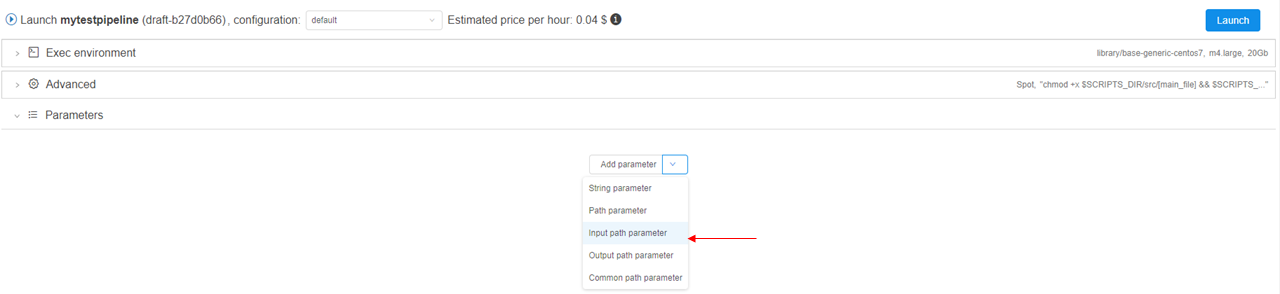 Launch mytestpipeline (draft-b27d0b66), configuration: default Estimated price per hour: 0.04 $ Launch
Exec environment library/base-generic-centos7, m4.large, 20Gb
Advanced Spot, "chmod +x $SCRIPTS_DIR/src/[main_file] && $SCRIPTS_..."
Parameters
Add parameter
String parameter
Path parameter
Input path parameter
Output path parameter
Common path parameter